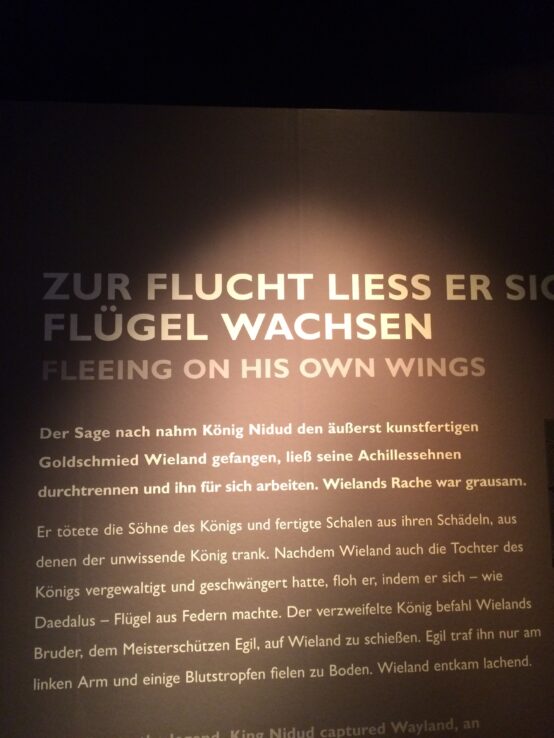 ZUR FLUCHT LIESS ER SIC
FLÜGEL WACHSEN
FLEEING ON HIS OWN WINGS
Der Sage nach nahm König Nidud den äußerst kunstfertigen
Goldschmied Wieland gefangen, ließ seine Achillessehnen
durchtrennen und ihn für sich arbeiten. Wielands Rache war grausam.
Er tötete die Söhne des Königs und fertigte Schalen aus ihren Schädeln, aus
denen der unwissende König trank. Nachdem Wieland auch die Tochter des
Königs vergewaltigt und geschwängert hatte, floh er, indem er sich – wie
Daedalus – Flügel aus Federn machte. Der verzweifelte König befahl Wielands
Bruder, dem Meisterschützen Egil, auf Wieland zu schießen. Egil traf ihn nur am
linken Arm und einige Blutstropfen fielen zu Boden. Wieland entkam lachend.
legend, King Nidud captured Wayland, an